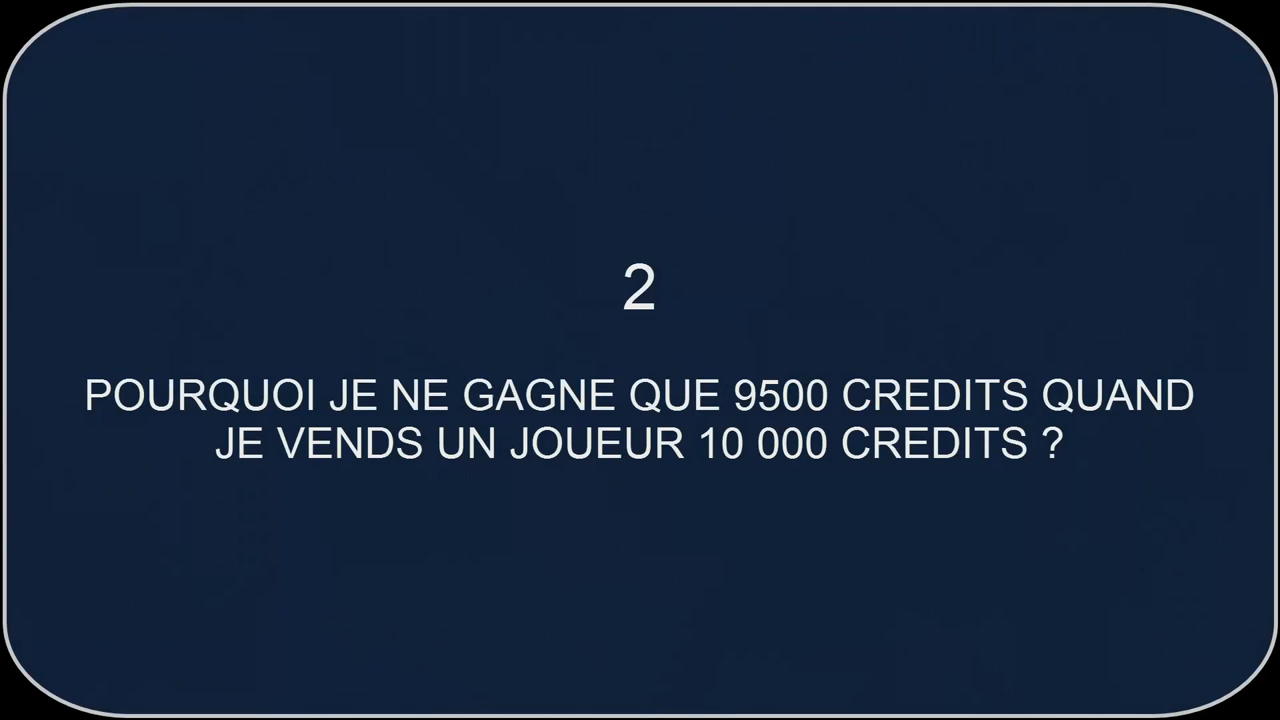 2
POURQUOI JE NE GAGNE QUE 9500 CREDITS QUAND
JE VENDS UN JOUEUR 10 000 CREDITS ?